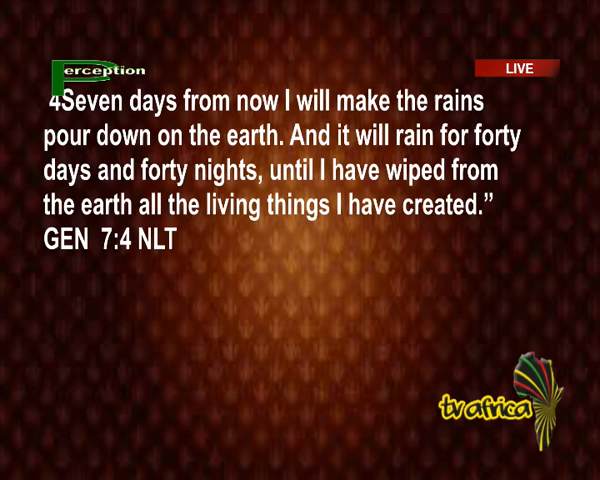 Perception
LIVE
4Seven days from now I will make the rains
pour down on the earth. And it will rain for forty
days and forty nights, until I have wiped from
the earth all the living things I have created.”
GEN  7:4 NLT
tv africa